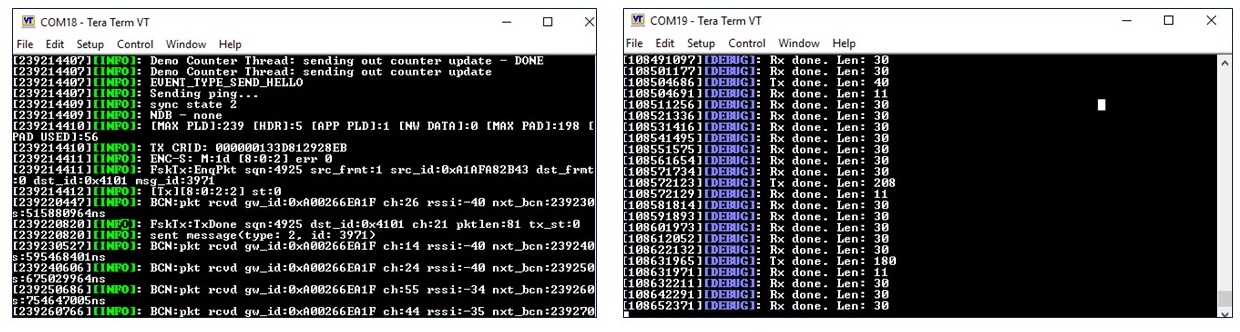 COM18 - Tera Term VT
File Edit Setup Control Window Help
[239214407][INFO]: Demo Counter Thread: sending out counter update - DONE
[239214407][INFO]: Demo Counter Thread: sending out counter update
[239214407][INFO]: EVENT_TYPE_SEND_HELLO
[239214407][INFO]: Sending ping...
[239214409][INFO]: sync state 2
[239214409][INFO]: NDB - none
[239214410][INFO]: [MAX PLD]:239 [HDR]:5 [APP PLD]:1 [NW DATA]:0 [MAX PAD]:198 [
PAD USED]:56
[239214410][INFO]: TX CRID: 000000133D812928EB
[239214411][INFO]: ENC-S: M:1d [8:0:2] err 0
[239214411][INFO]: FskTx:EnqPkt sqn:4925 src_frmt:1 src_id:0xA1AFA82B43 dst_frmt
:0 dst_id:0x4101 msg_id:3971
[239214412][INFO]: [Tx][8:0:2:2] st:0
[239220447][INFO]: BCN:pkt rcvd gw_id:0xA00266EA1F ch:26 rssi:-40 nxt_bcn:239230
s:515880964ns
[239220820][INFO]: FskTx:TxDone sqn:4925 dst_id:0x4101 ch:21 pktlen:81 tx_st:0
[239220820][INFO]: sent message(type: 2, id: 3971)
[239230527][INFO]: BCN:pkt rcvd gw_id:0xA00266EA1F ch:14 rssi:-40 nxt_bcn:239240
s:595468401ns
[239240606][INFO]: BCN:pkt rcvd gw_id:0xA00266EA1F ch:24 rssi:-40 nxt_bcn:239250
s:675029964ns
[239250686][INFO]: BCN:pkt rcvd gw_id:0xA00266EA1F ch:55 rssi:-34 nxt_bcn:239260
s:754647005ns
[239260766][INFO]: BCN:pkt rcvd gw_id:0xA00266EA1F ch:44 rssi:-35 nxt_bcn:239270
COM19 - Tera Term VT
File Edit Setup Control Window Help
[108491097][DEBUG]: Rx done. Len: 30
[108501177][DEBUG]: Rx done. Len: 30
[108504686][DEBUG]: Tx done. Len: 40
[108504691][DEBUG]: Rx done. Len: 11
[108511256][DEBUG]: Rx done. Len: 30
[108521336][DEBUG]: Rx done. Len: 30
[108531416][DEBUG]: Rx done. Len: 30
[108541495][DEBUG]: Rx done. Len: 30
[108551575][DEBUG]: Rx done. Len: 30
[108561654][DEBUG]: Rx done. Len: 30
[108571734][DEBUG]: Rx done. Len: 30
[108572123][DEBUG]: Tx done. Len: 208
[108572129][DEBUG]: Rx done. Len: 11
[108581814][DEBUG]: Rx done. Len: 30
[108591893][DEBUG]: Rx done. Len: 30
[108601973][DEBUG]: Rx done. Len: 30
[108612052][DEBUG]: Rx done. Len: 30
[108622132][DEBUG]: Rx done. Len: 30
[108631965][DEBUG]: Tx done. Len: 180
[108631971][DEBUG]: Rx done. Len: 11
[108632211][DEBUG]: Rx done. Len: 30
[108642291][DEBUG]: Rx done. Len: 30
[108652371][DEBUG]: Rx done. Len: 30